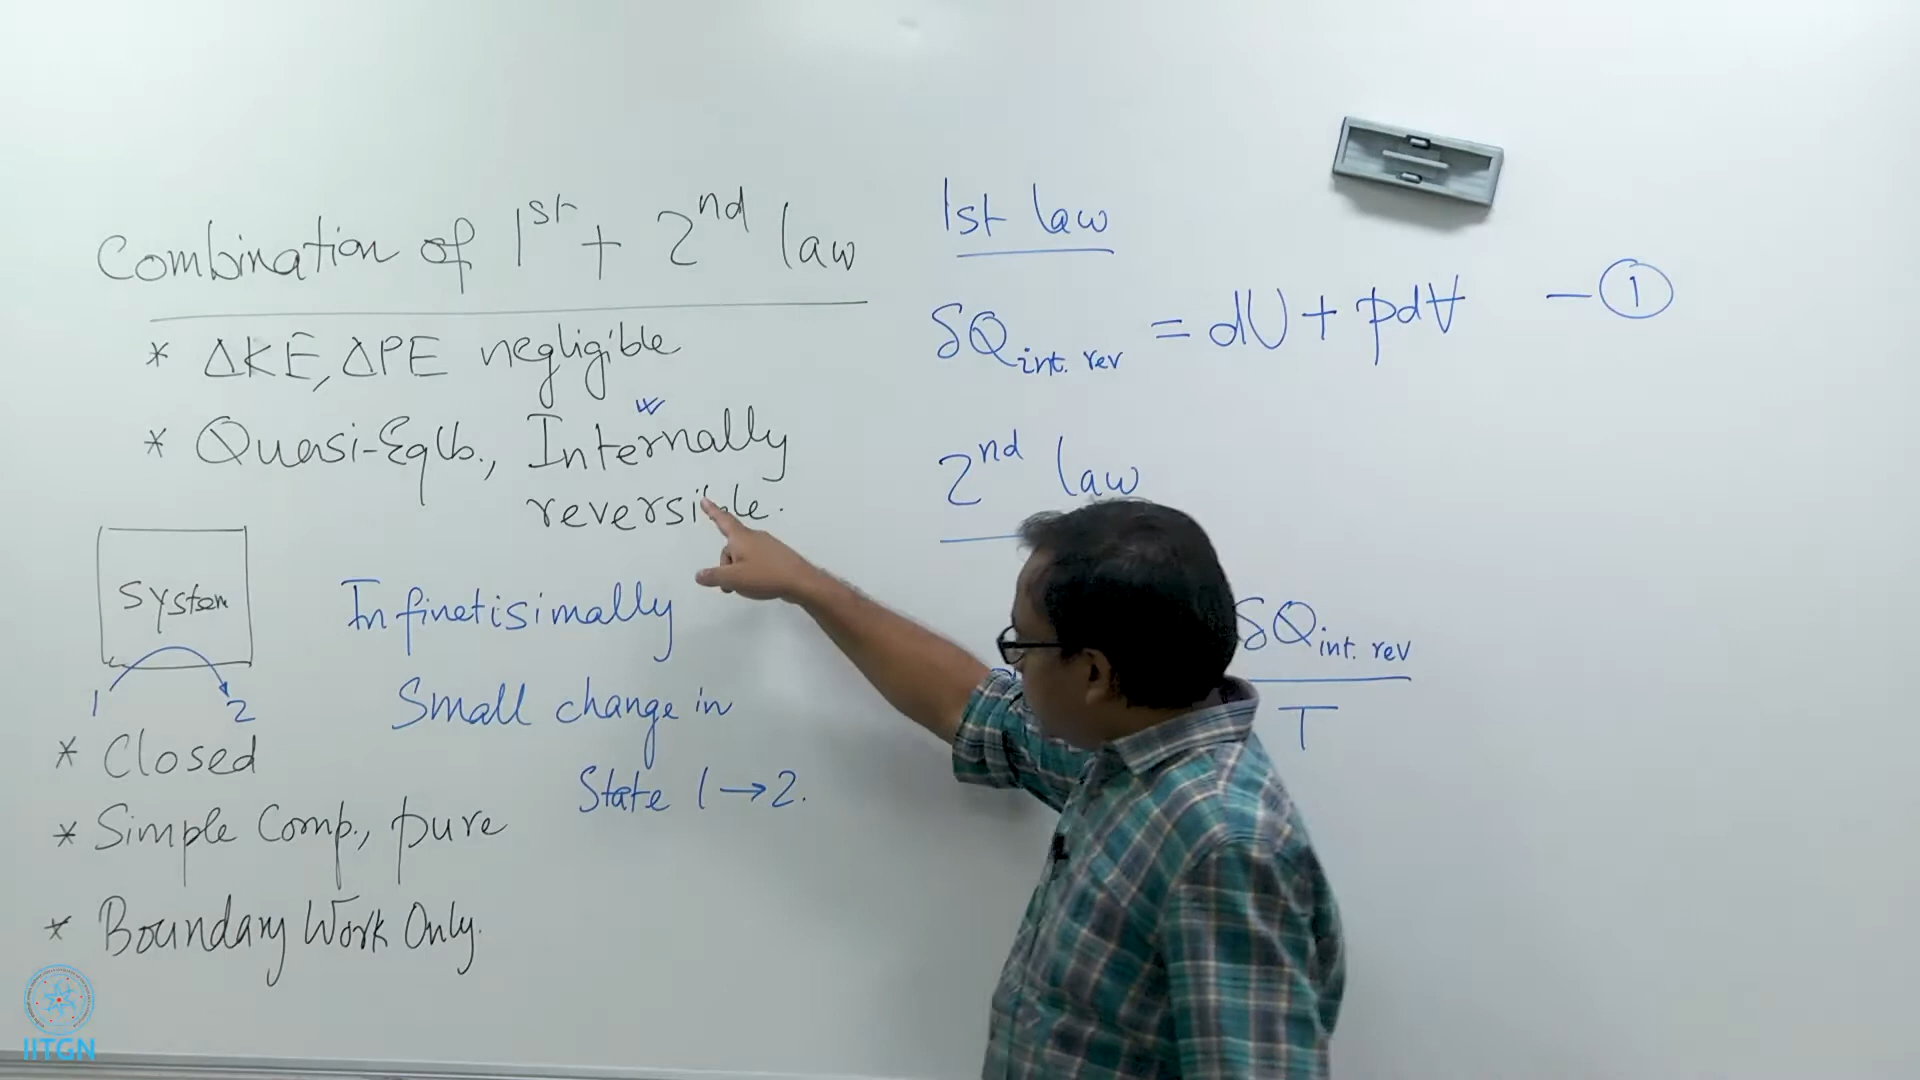 Combination of 1st + 2nd law
* ΔKE, ΔPE negligible
* Quasi-Eqlb., Internally
reversible.
System
1 2
Infinetisimally
Small change in
State 1 → 2.
* Closed
* Simple Comp., pure
* Boundary Work Only.
1st law
δQint. rev = dU + pdV — ①
2nd law
δQint. rev
T
IITGN